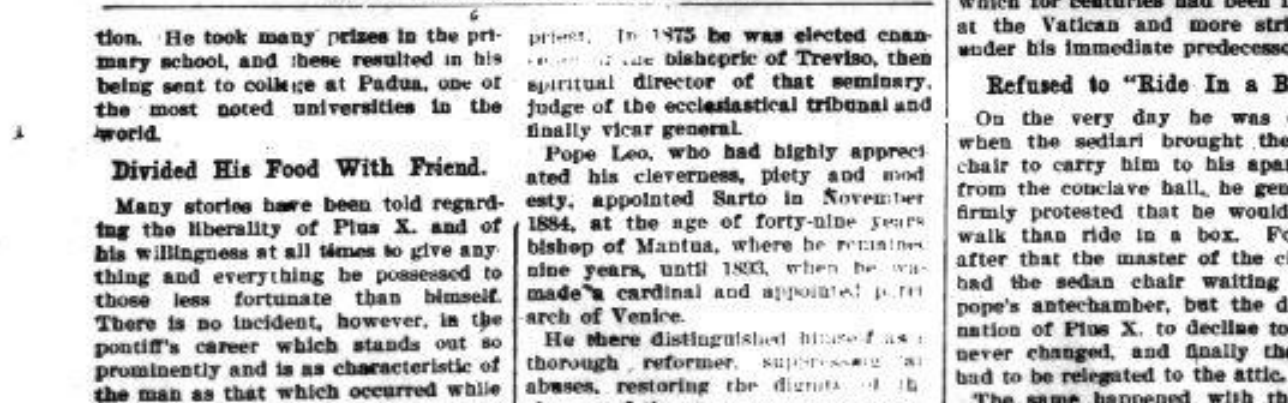 tion. He took many prizes in the pri-
mary school, and these resulted in his
being sent to college at Padua, one of
the most noted universities in the
world.
Divided His Food With Friend.
Many stories have been told regard-
ing the liberality of Pius X. and of
his willingness at all times to give any-
thing and everything he possessed to
those less fortunate than himself.
There is no incident, however, in the
pontiff's career which stands out so
prominently and is as characteristic of
the man as that which occurred while
priest. In 1875 he was elected chan-
bishopric of Treviso, then
spiritual director of that seminary,
judge of the ecclesiastical tribunal and
finally vicar general.
Pope Leo, who had highly appreci
ated his cleverness, piety and mod
esty, appointed Sarto in November
1884, at the age of forty-nine years
bishop of Mantua, where he remained
nine years, until 1893, when he was
made a cardinal and appointed patri
arch of Venice.
He there distinguished himself as a
thorough reformer, suppressing
abuses, restoring the dignity of th
which for centuries had been
at the Vatican and more
under his immediate
Refused to "Ride In a
On the very day he was
when the sediari brought the
chair to carry him to his
from the conclave hall, he
firmly protested that he would
walk than ride in a box.
after that the master of the
had the sedan chair waiting
pope's antechamber, but the
nation of Pius X. to decline to
never changed, and finally
had to be relegated to the attic.
The same happened with